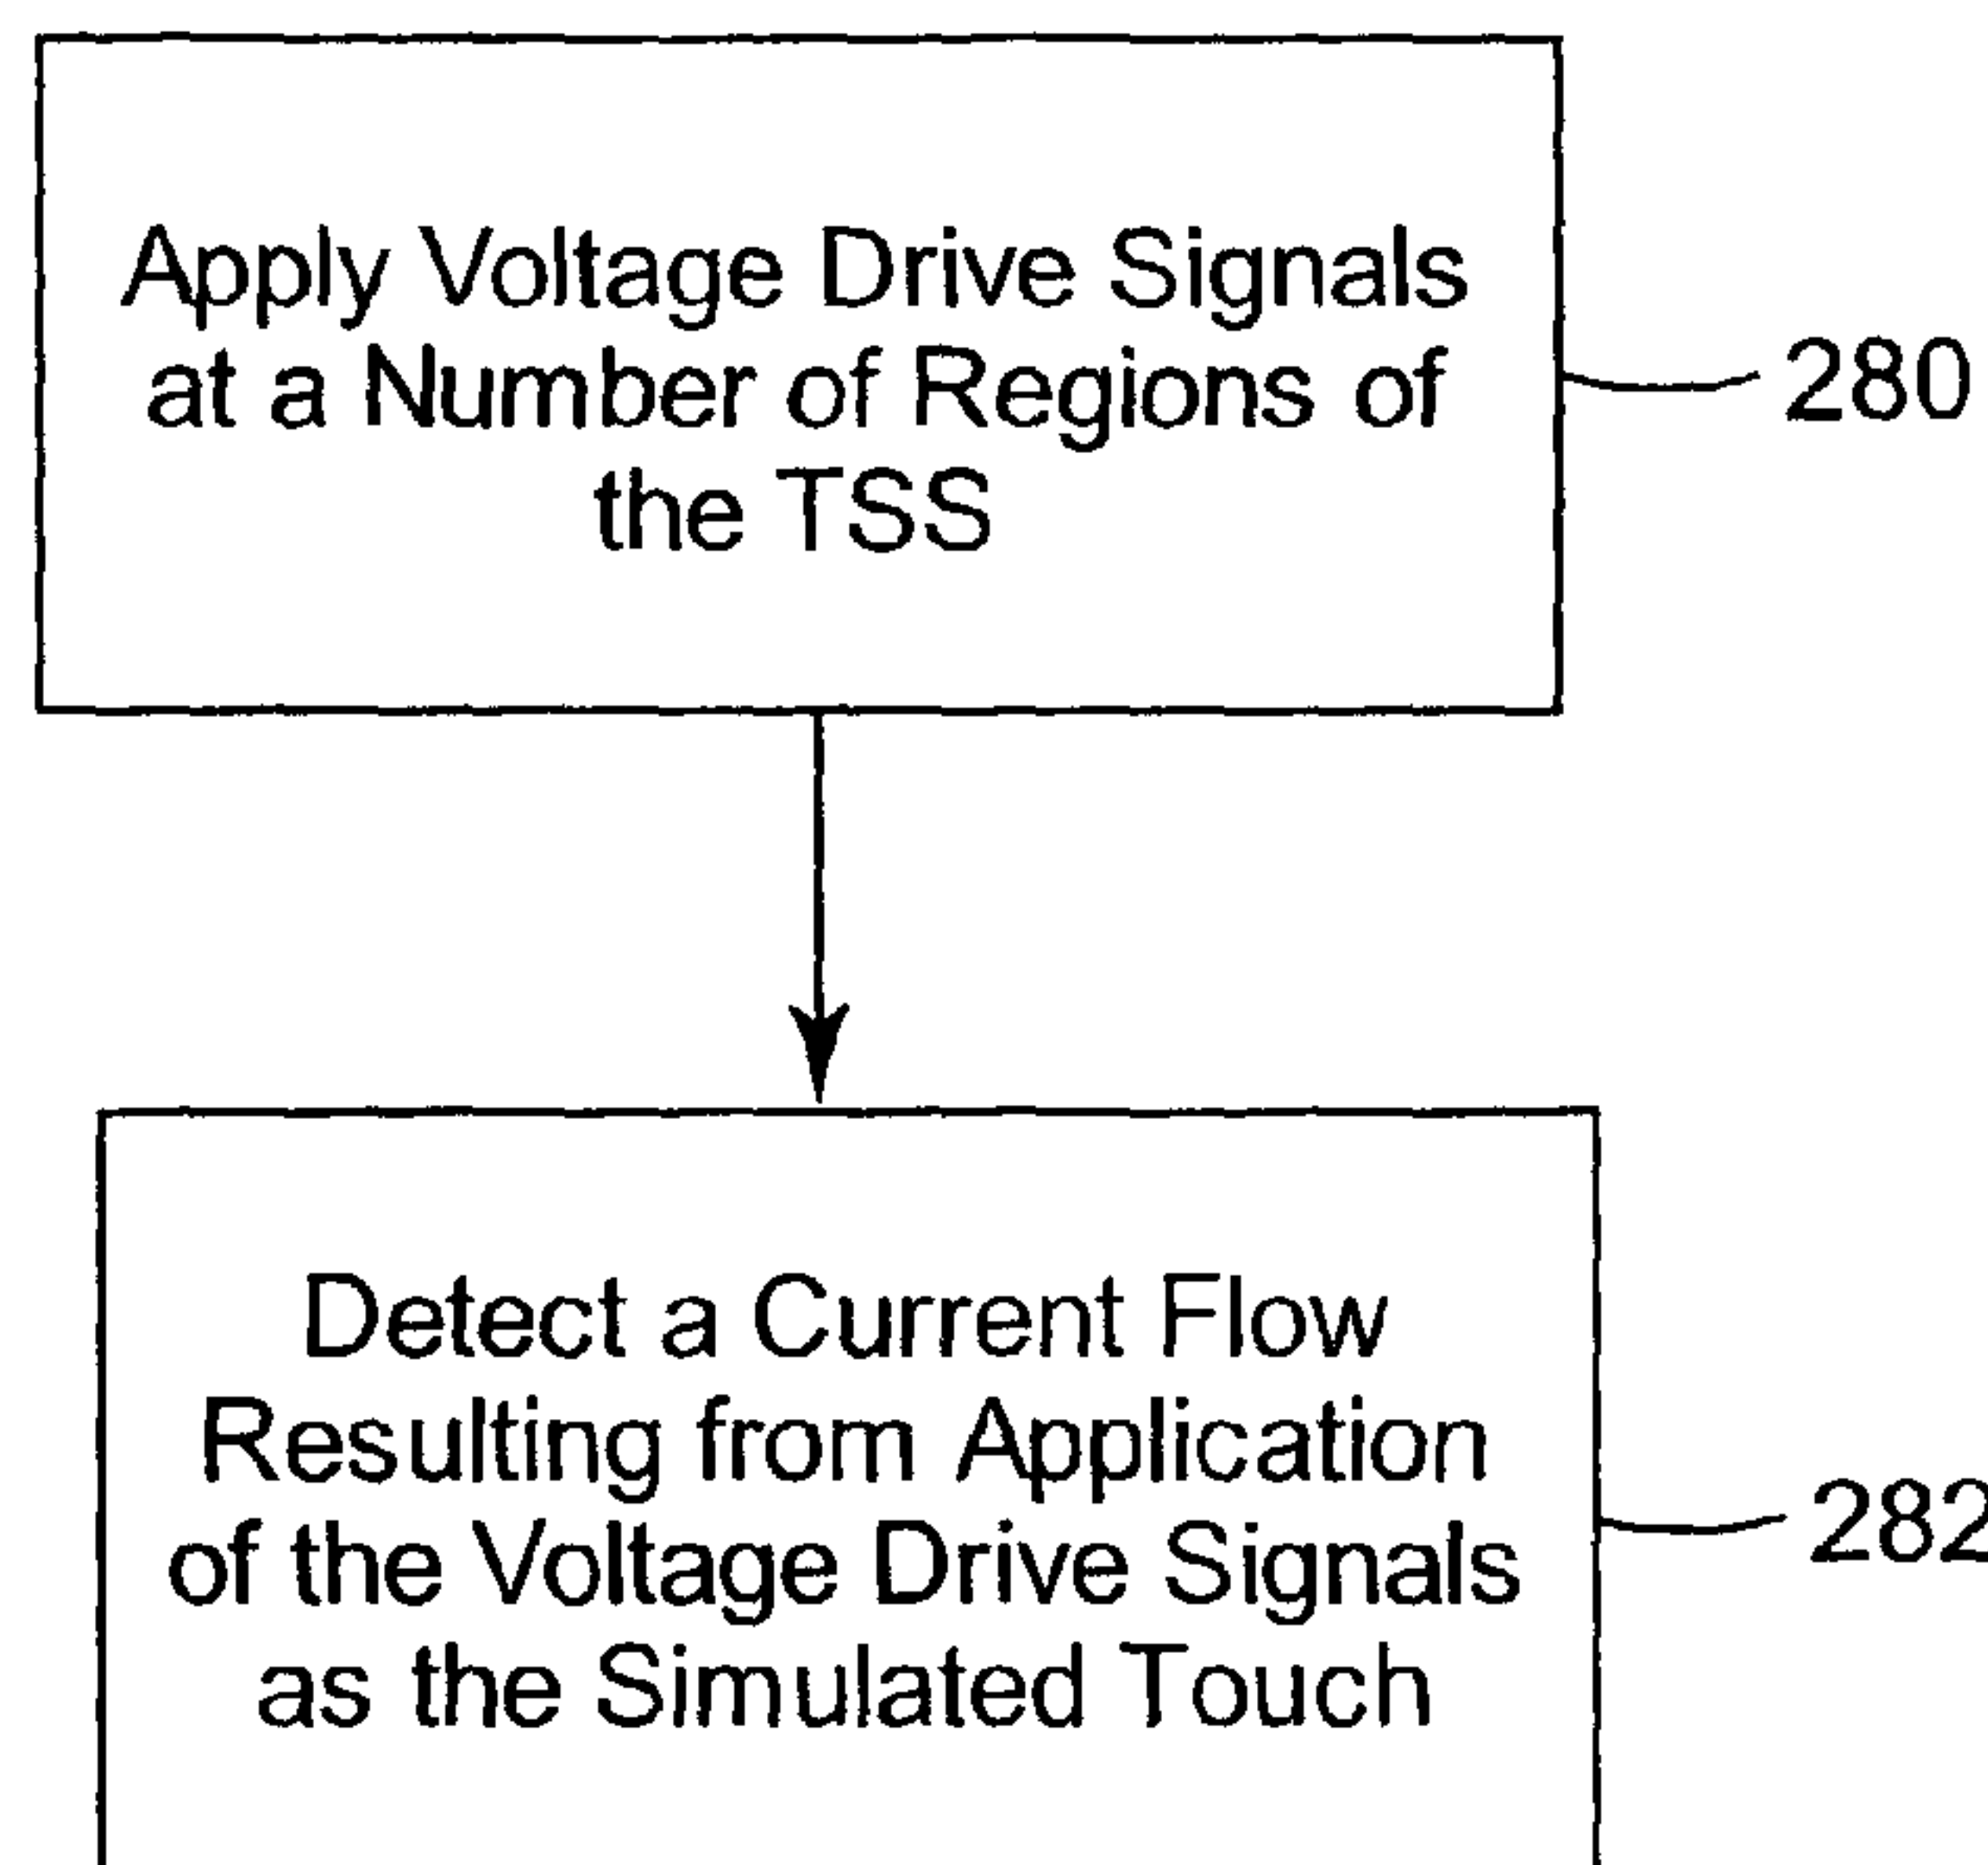 Apply Voltage Drive Signals
at a Number of Regions of
the TSS
280
Detect a Current Flow
Resulting from Application
of the Voltage Drive Signals
as the Simulated Touch
282